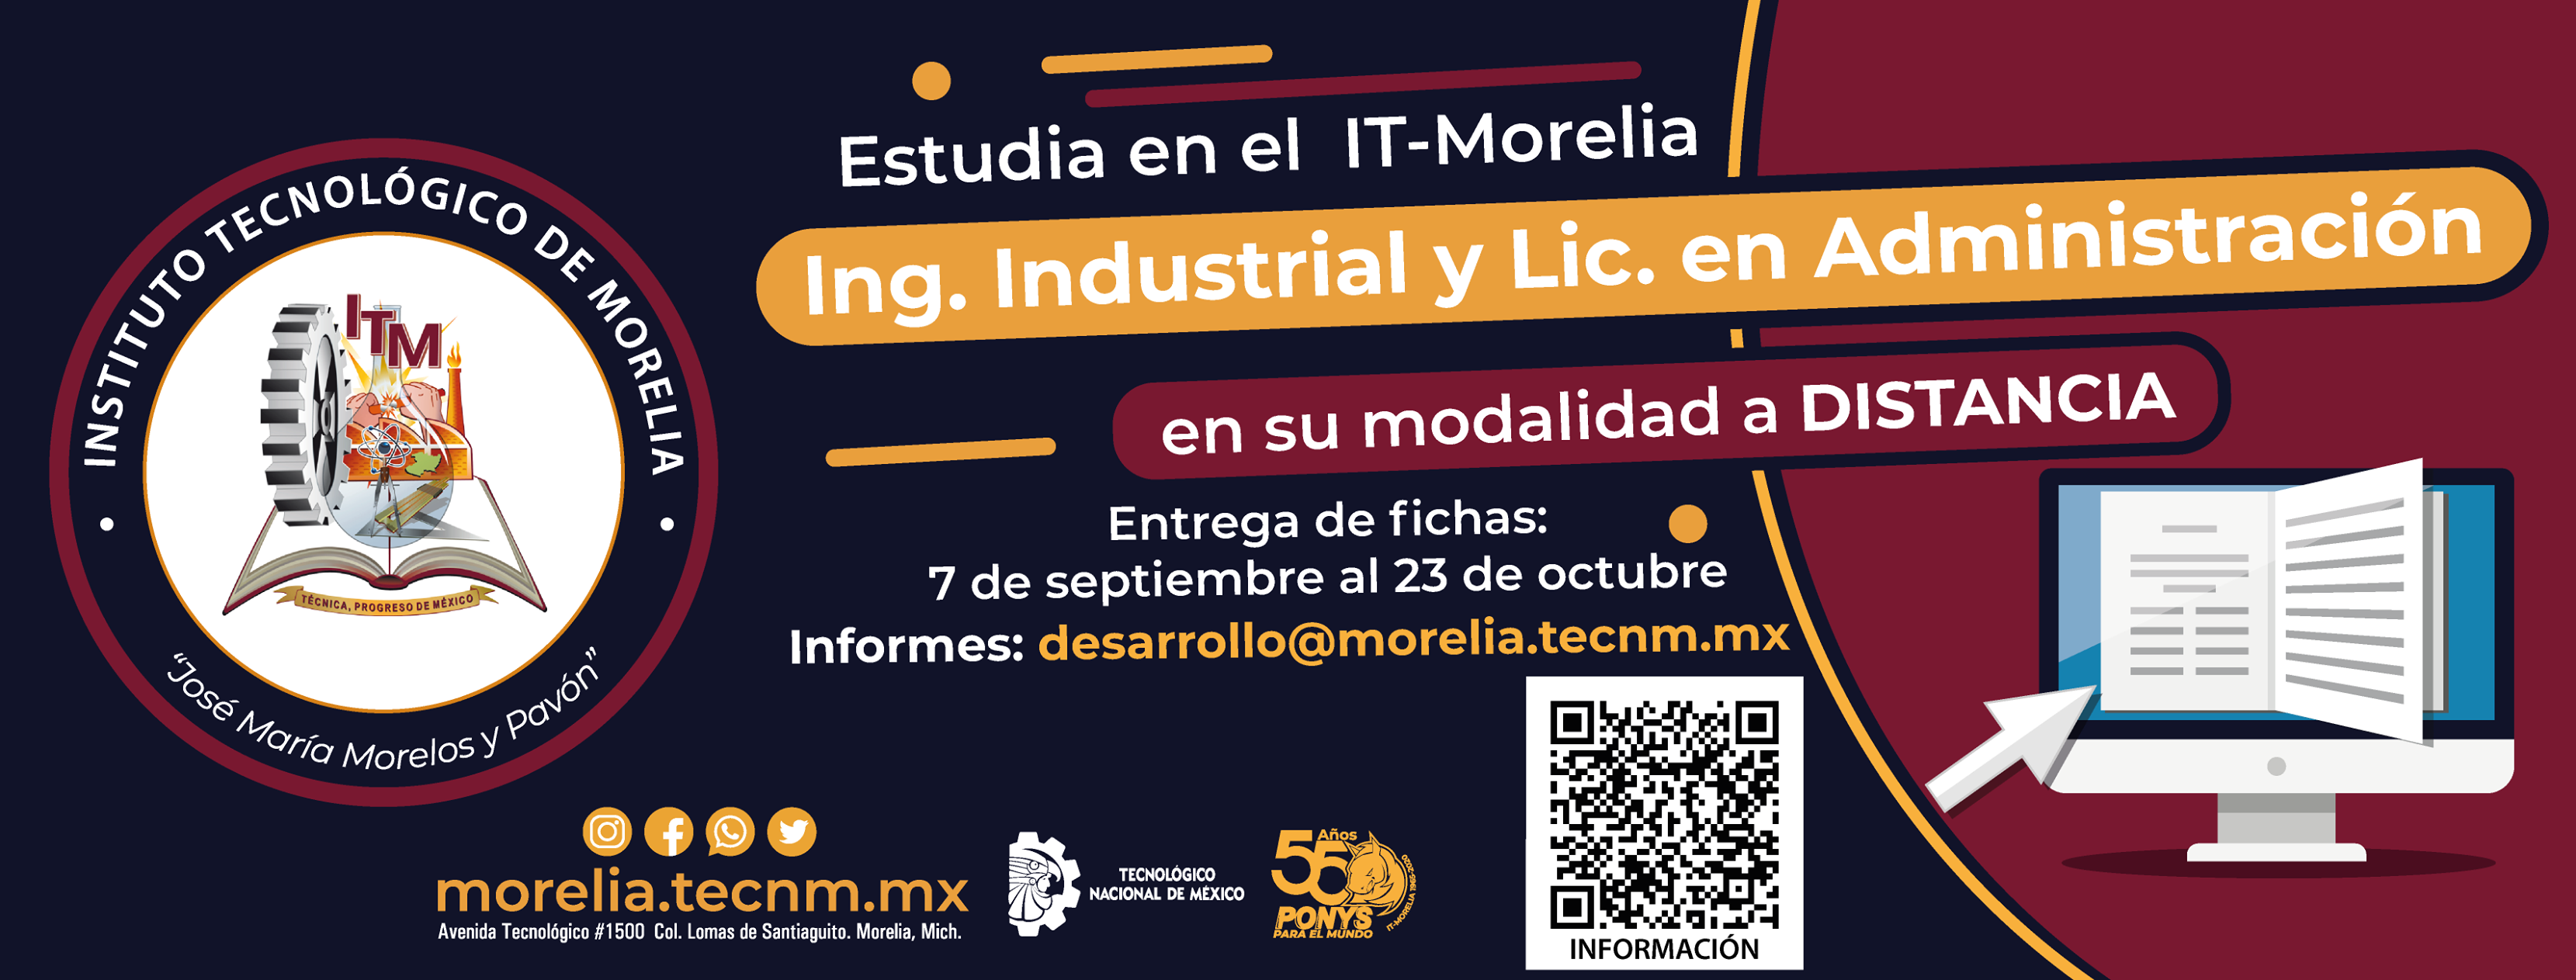 INSTITUTO TECNOLÓGICO DE MORELIA
ITM
TÉCNICA, PROGRESO DE MÉXICO
"José María Morelos y Pavón"
Estudia en el IT-Morelia
Ing. Industrial y Lic. en Administración
en su modalidad a DISTANCIA
Entrega de fichas:
7 de septiembre al 23 de octubre
Informes: desarrollo@morelia.tecnm.mx
morelia.tecnm.mx
Avenida Tecnológico #1500 Col. Lomas de Santiaguito. Morelia, Mich.
TECNOLÓGICO
NACIONAL DE MÉXICO
55 Años
PONYS
PARA EL MUNDO
IT-MORELIA 1965-2020
INFORMACIÓN